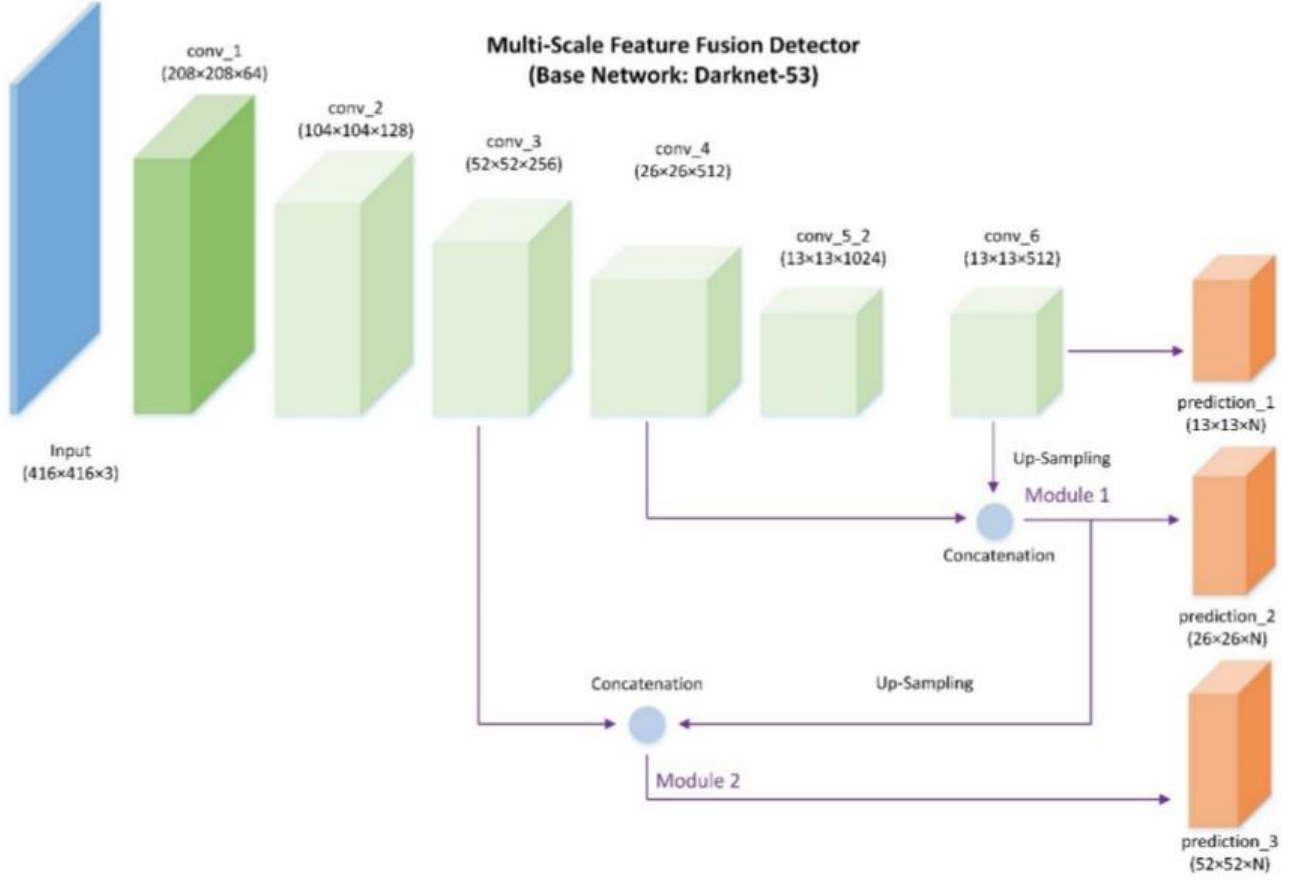 Multi-Scale Feature Fusion Detector
(Base Network: Darknet-53)
conv_1
(208×208×64)
conv_2
(104×104×128)
conv_3
(52×52×256)
conv_4
(26×26×512)
conv_5_2
(13×13×1024)
conv_6
(13×13×512)
Input
(416×416×3)
prediction_1
(13×13×N)
Up-Sampling
Module 1
Concatenation
prediction_2
(26×26×N)
Concatenation
Up-Sampling
Module 2
prediction_3
(52×52×N)